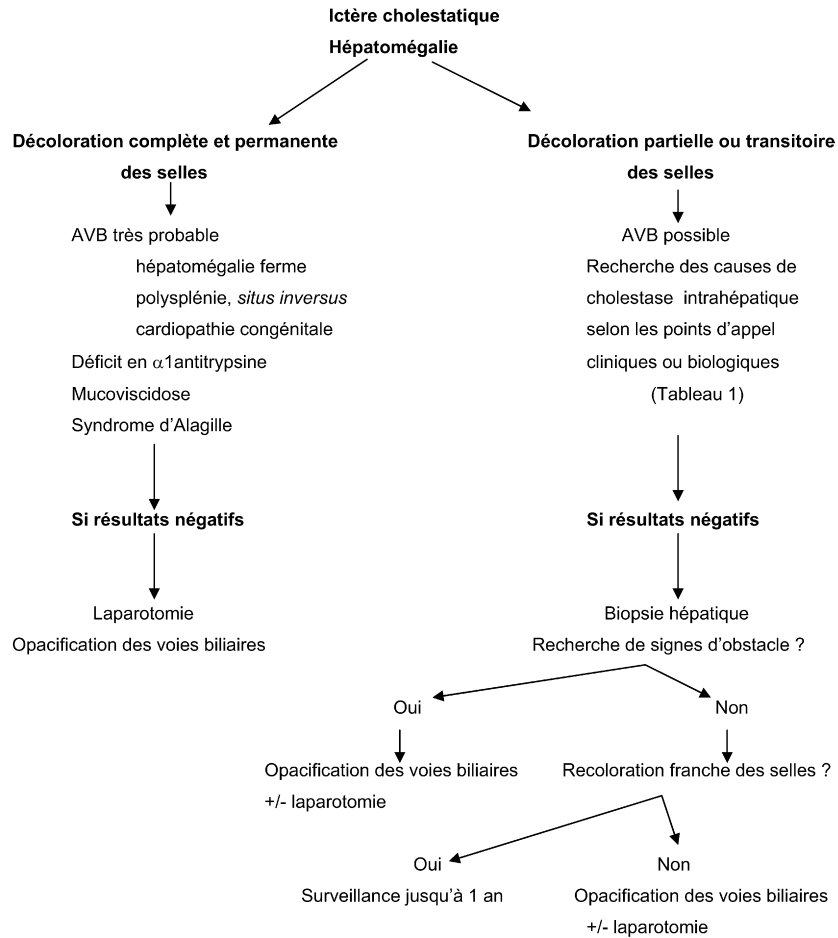 Ictère cholestatique
Hépatomégalie
Décoloration complète et permanente
des selles
AVB très probable
hépatomégalie ferme
polysplénie, situs inversus
cardiopathie congénitale
Déficit en α1antitrypsine
Mucoviscidose
Syndrome d'Alagille
Si résultats négatifs
Laparotomie
Opacification des voies biliaires
Décoloration partielle ou transitoire
des selles
AVB possible
Recherche des causes de
cholestase intrahépatique
selon les points d'appel
cliniques ou biologiques
(Tableau 1)
Si résultats négatifs
Biopsie hépatique
Recherche de signes d'obstacle ?
Oui
Opacification des voies biliaires
+/- laparotomie
Non
Recoloration franche des selles ?
Oui
Surveillance jusqu'à 1 an
Non
Opacification des voies biliaires
+/- laparotomie